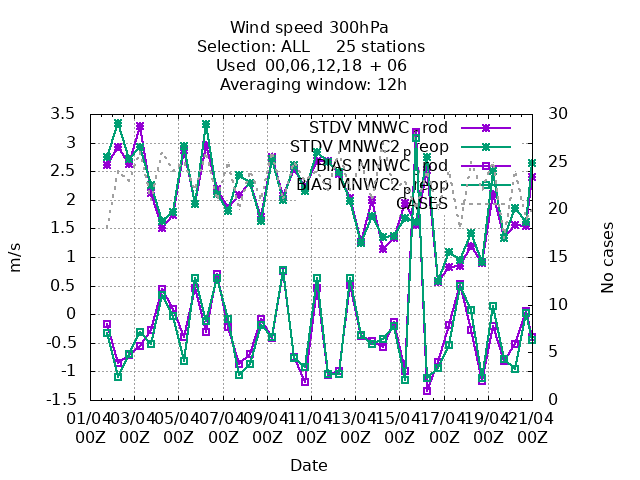 Wind speed 300hPa
Selection: ALL 25 stations
Used 00,06,12,18 + 06
Averaging window: 12h
3.5
3
2.5
2
1.5
1
0.5
0
-0.5
-1
-1.5
m/s
30
25
20
15
10
5
0
No cases
STDV MNWC_prod
STDV MNWC2_preop
BIAS MNWC_prod
BIAS MNWC2_preop
CASES
01/04 03/04 05/04 07/04 09/04 11/04 13/04 15/04 17/04 19/04 21/04
00Z 00Z 00Z 00Z 00Z 00Z 00Z 00Z 00Z 00Z 00Z
Date